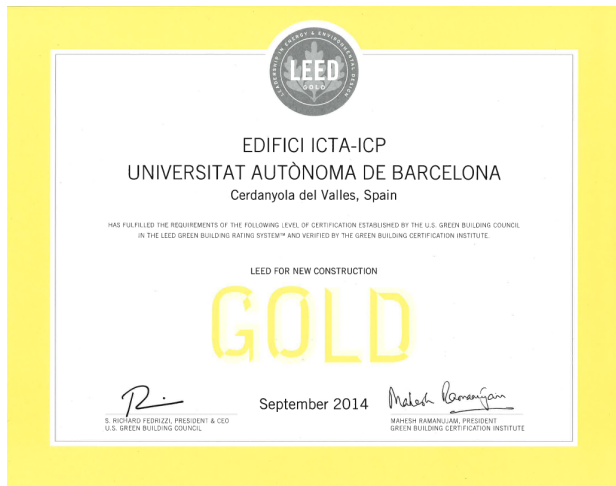 LEADERSHIP IN ENERGY & ENVIRONMENTAL DESIGN
LEED
GOLD
EDIFICI ICTA-ICP
UNIVERSITAT AUTÒNOMA DE BARCELONA
Cerdanyola del Valles, Spain
HAS FULFILLED THE REQUIREMENTS OF THE FOLLOWING LEVEL OF CERTIFICATION ESTABLISHED BY THE U.S. GREEN BUILDING COUNCIL
IN THE LEED GREEN BUILDING RATING SYSTEM™ AND VERIFIED BY THE GREEN BUILDING CERTIFICATION INSTITUTE.
LEED FOR NEW CONSTRUCTION
GOLD
Mahesh Ramanujam
September 2014
S. RICHARD FEDRIZZI, PRESIDENT & CEO
U.S. GREEN BUILDING COUNCIL
MAHESH RAMANUJAM, PRESIDENT
GREEN BUILDING CERTIFICATION INSTITUTE